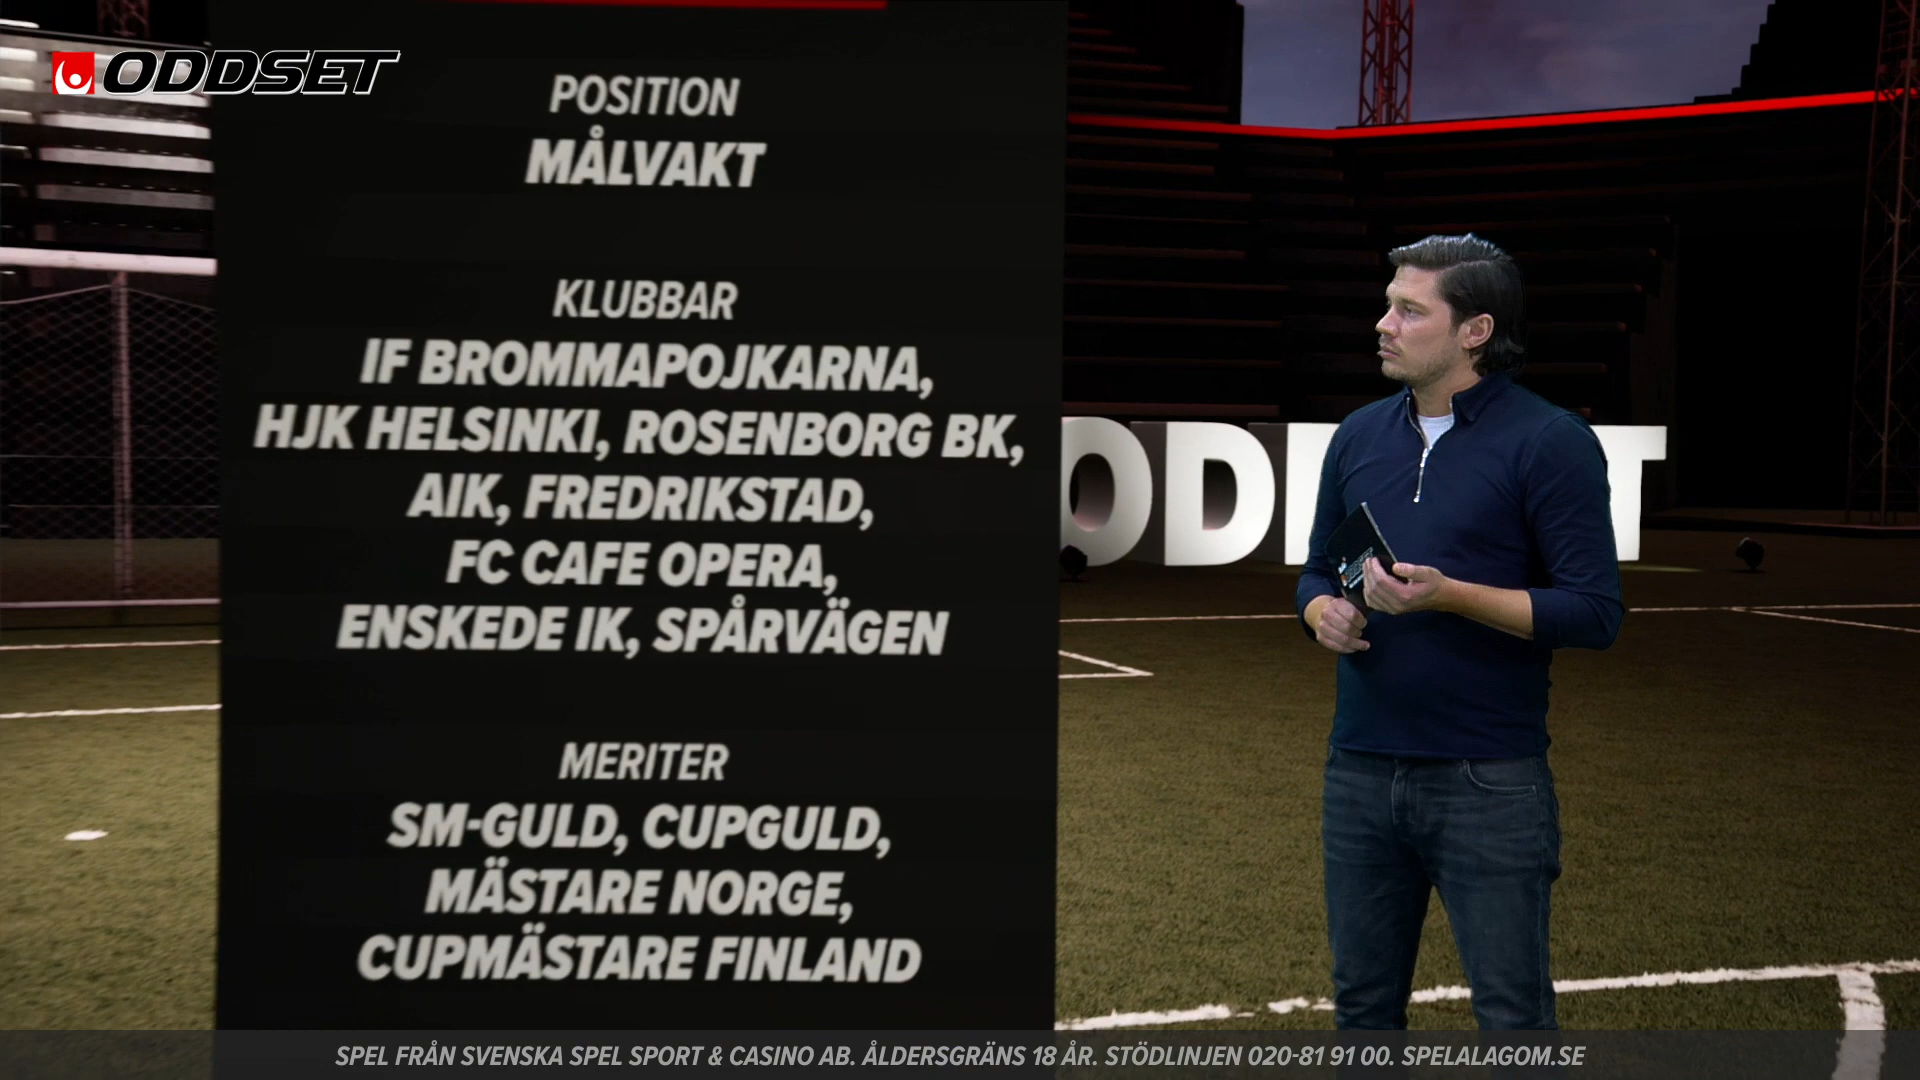 ODDSET
POSITION
MÅLVAKT
KLUBBAR
IF BROMMAPOJKARNA,
HJK HELSINKI, ROSENBORG BK,
AIK, FREDRIKSTAD,
FC CAFE OPERA,
ENSKEDE IK, SPÅRVÄGEN
MERITER
SM-GULD, CUPGULD,
MÄSTARE NORGE,
CUPMÄSTARE FINLAND
SPEL FRÅN SVENSKA SPEL SPORT & CASINO AB. ÅLDERSGRÄNS 18 ÅR. STÖDLINJEN 020-81 91 00. SPELALAGOM.SE